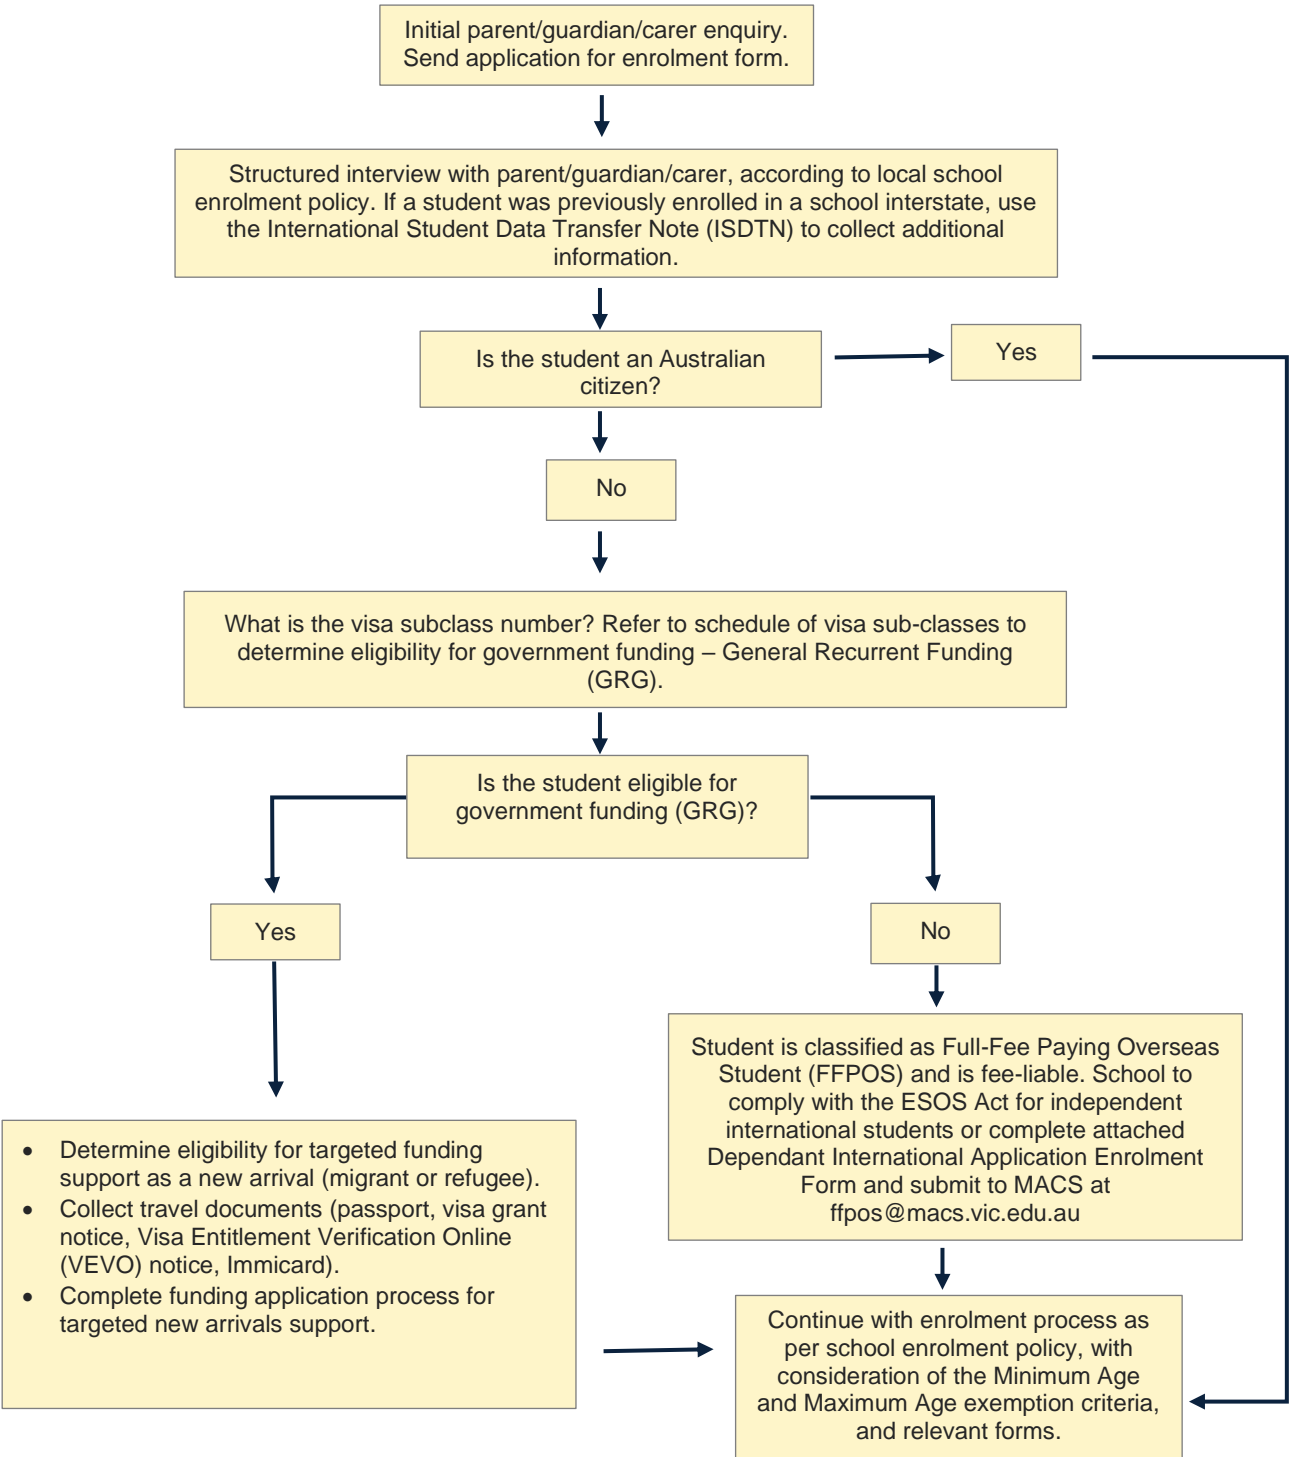 Initial parent/guardian/carer enquiry.
Send application for enrolment form.
Structured interview with parent/guardian/carer, according to local school
enrolment policy. If a student was previously enrolled in a school interstate, use
the International Student Data Transfer Note (ISDTN) to collect additional
information.
Is the student an Australian
citizen?
Yes
No
What is the visa subclass number? Refer to schedule of visa sub-classes to
determine eligibility for government funding – General Recurrent Funding
(GRG).
Is the student eligible for
government funding (GRG)?
Yes
No
Student is classified as Full-Fee Paying Overseas
Student (FFPOS) and is fee-liable. School to
comply with the ESOS Act for independent
international students or complete attached
Dependant International Application Enrolment
Form and submit to MACS at
ffpos@macs.vic.edu.au
• Determine eligibility for targeted funding
support as a new arrival (migrant or refugee).
• Collect travel documents (passport, visa grant
notice, Visa Entitlement Verification Online
(VEVO) notice, Immicard).
• Complete funding application process for
targeted new arrivals support.
Continue with enrolment process as
per school enrolment policy, with
consideration of the Minimum Age
and Maximum Age exemption criteria,
and relevant forms.